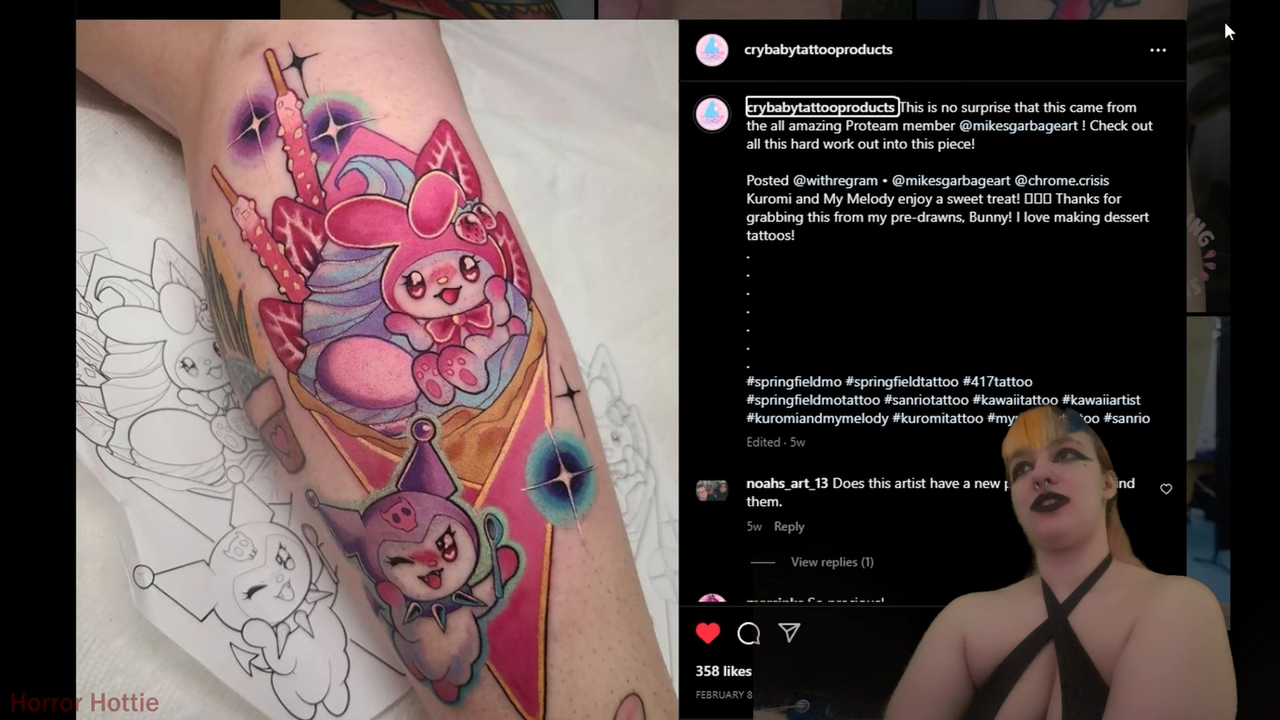 crybabytattooproducts
crybabytattooproducts This is no surprise that this came from
the all amazing Proteam member @mikesgarbageart ! Check out
all this hard work out into this piece!
Posted @withregram • @mikesgarbageart @chrome.crisis
Kuromi and My Melody enjoy a sweet treat! Thanks for
grabbing this from my pre-drawns, Bunny! I love making dessert
tattoos!
.
.
.
.
.
.
.
#springfieldmo #springfieldtattoo #417tattoo
#springfieldmotattoo #sanriotattoo #kawaiitattoo #kawaiiartist
#kuromiandmymelody #kuromitattoo #sanrio
Edited · 5w
noahs_art_13 Does this artist have a new
them.
5w Reply
View replies (1)
358 likes
FEBRUARY 8
Horror Hottie